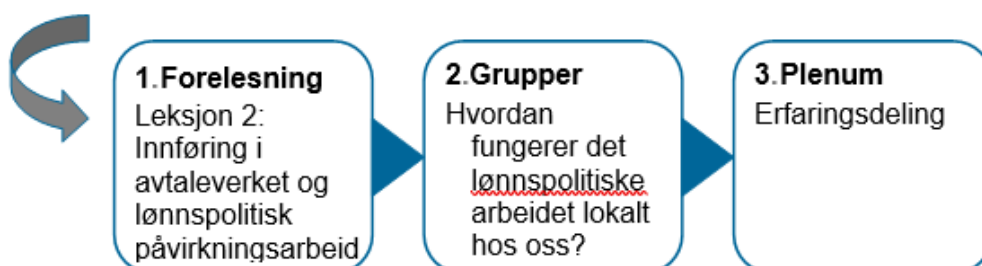 1.Forelesning
Leksjon 2:
Innføring i
avtaleverket og
lønnspolitisk
påvirkningsarbeid
2.Grupper
Hvordan
fungerer det
lønnspolitiske
arbeidet lokalt
hos oss?
3.Plenum
Erfaringsdeling